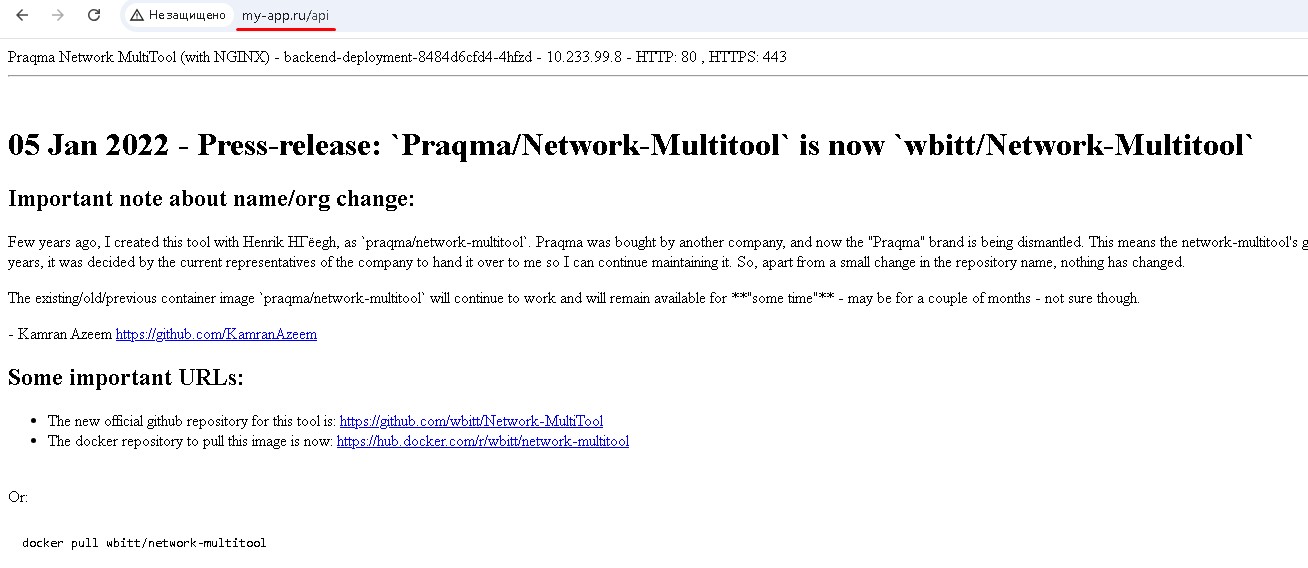 Не защищено my-app.ru/api
Praqma Network MultiTool (with NGINX) - backend-deployment-8484d6cfd4-4hfzd - 10.233.99.8 - HTTP: 80 , HTTPS: 443
05 Jan 2022 - Press-release: `Praqma/Network-Multitool` is now `wbitt/Network-Multitool`
Important note about name/org change:
Few years ago, I created this tool with Henrik HГёegh, as `praqma/network-multitool`. Praqma was bought by another company, and now the "Praqma" brand is being dismantled. This means the network-multitool's g
years, it was decided by the current representatives of the company to hand it over to me so I can continue maintaining it. So, apart from a small change in the repository name, nothing has changed.
The existing/old/previous container image `praqma/network-multitool` will continue to work and will remain available for **"some time"** - may be for a couple of months - not sure though.
- Kamran Azeem https://github.com/KamranAzeem
Some important URLs:
• The new official github repository for this tool is: https://github.com/wbitt/Network-MultiTool
• The docker repository to pull this image is now: https://hub.docker.com/r/wbitt/network-multitool
Or:
docker pull wbitt/network-multitool